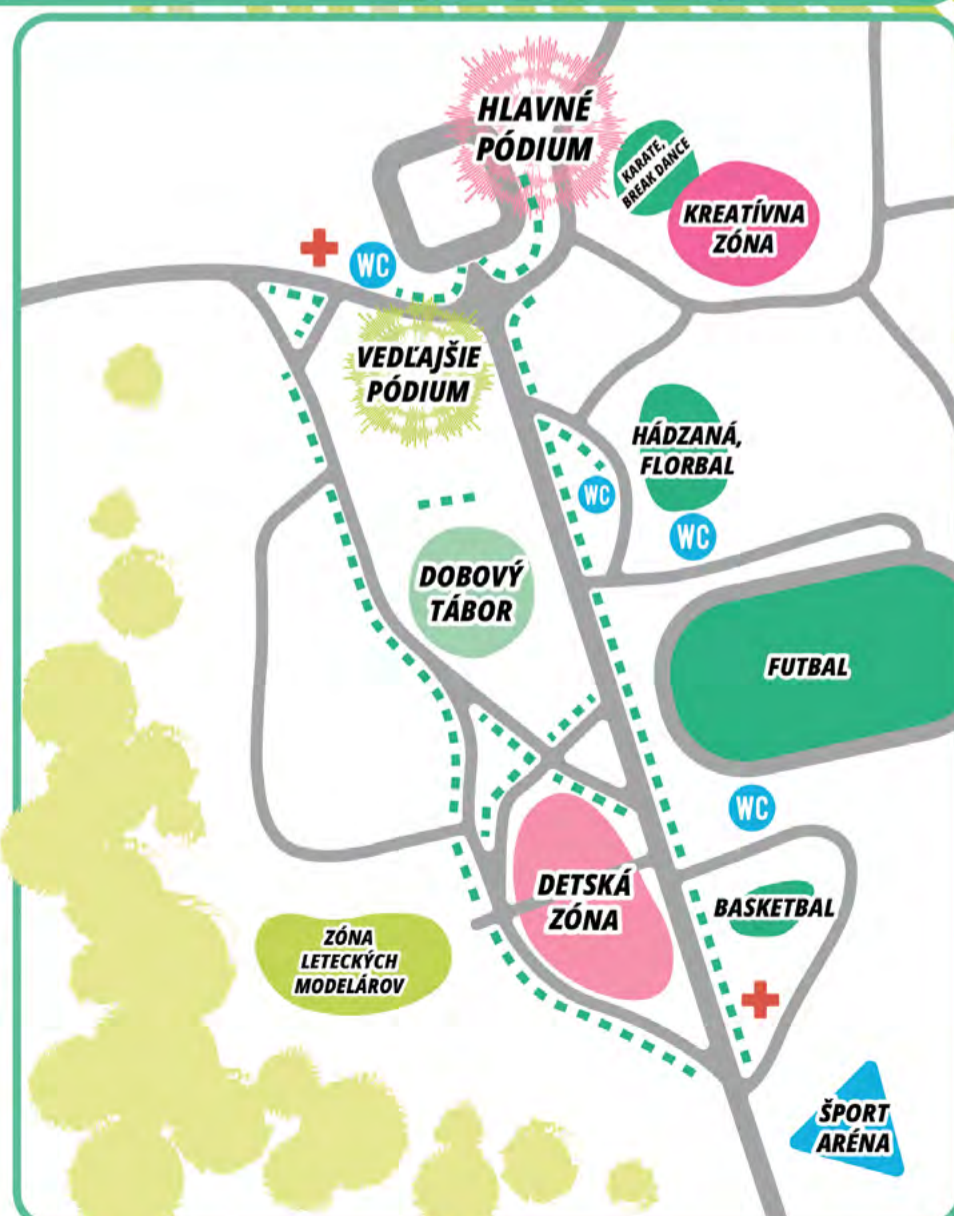 HLAVNÉ
PÓDIUM
KARATE,
BREAK DANCE
KREATÍVNA
ZÓNA
WC
VEDĽAJŠIE
PÓDIUM
HÁDZANÁ,
FLORBAL
WC
WC
DOBOVÝ
TÁBOR
FUTBAL
WC
DETSKÁ
ZÓNA
BASKETBAL
ZÓNA
LETECKÝCH
MODELÁROV
ŠPORT
ARÉNA